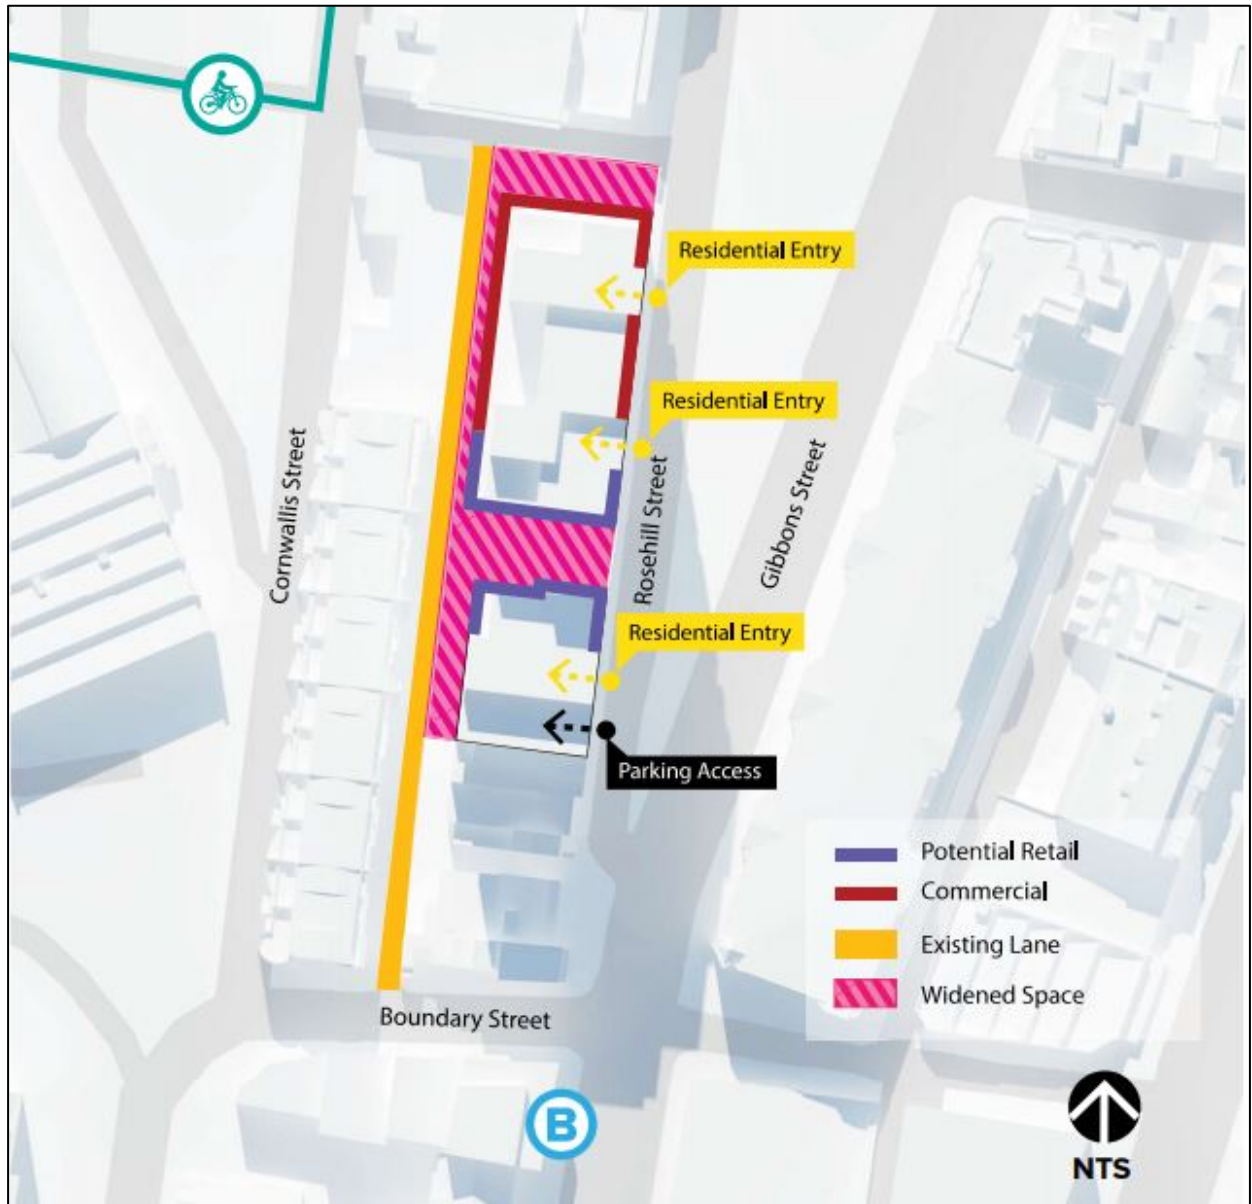 Residential Entry
Residential Entry
Cornwallis Street
Rosehill Street
Gibbons Street
Residential Entry
Parking Access
Potential Retail
Commercial
Existing Lane
Widened Space
Boundary Street
B
NTS